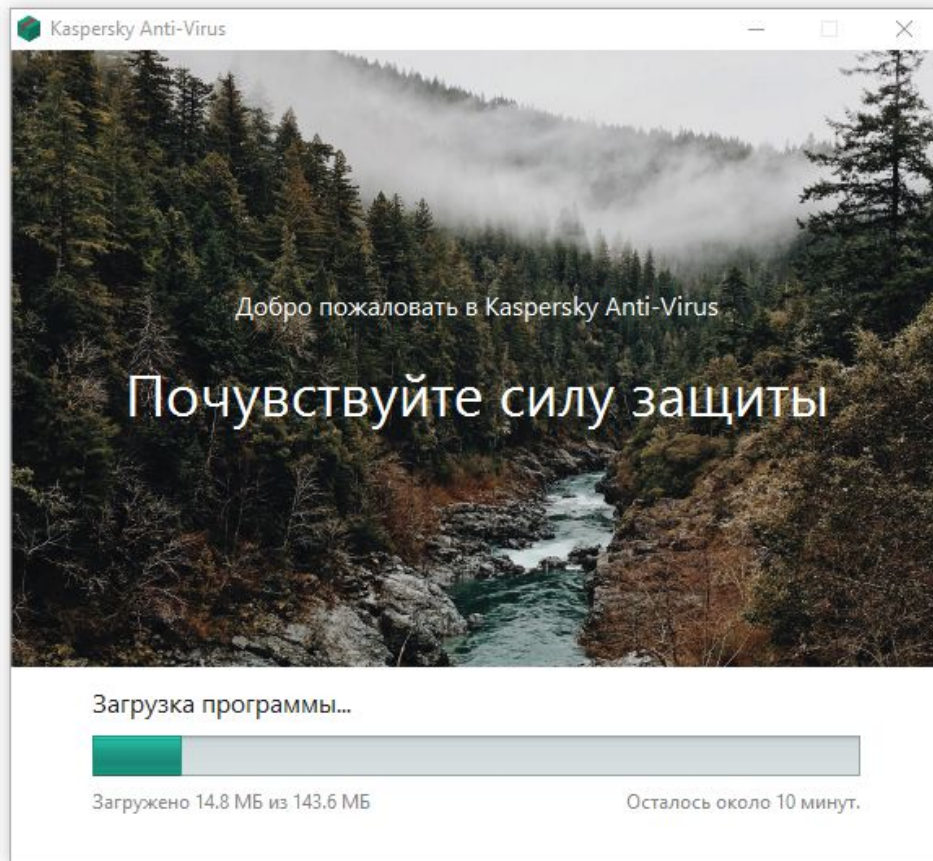 Kaspersky Anti-Virus
Добро пожаловать в Kaspersky Anti-Virus
Почувствуйте силу защиты
Загрузка программы...
Загружено 14.8 МБ из 143.6 МБ
Осталось около 10 минут.